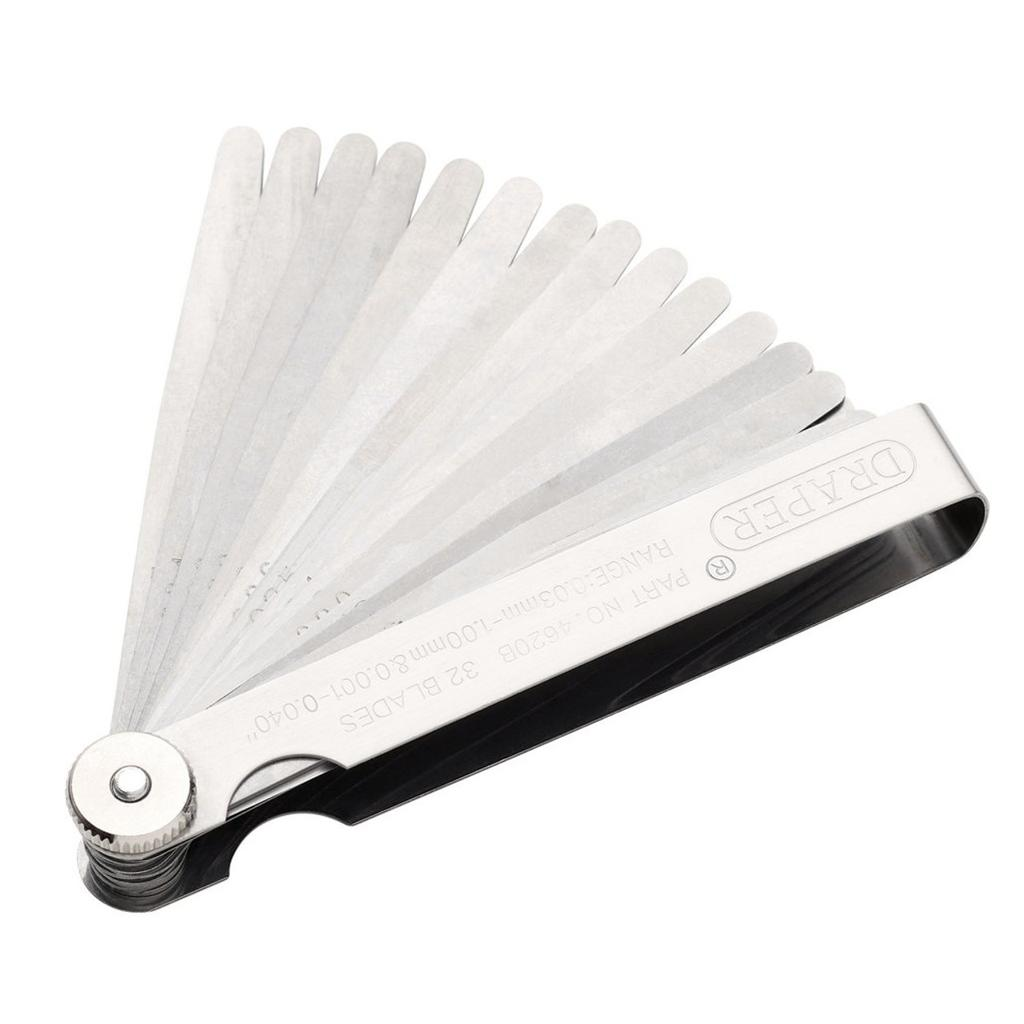 DRAPER
®
PART NO.4620B 32 BLADES
RANGE:0.03mm-1.00mm&0.001-0.040"